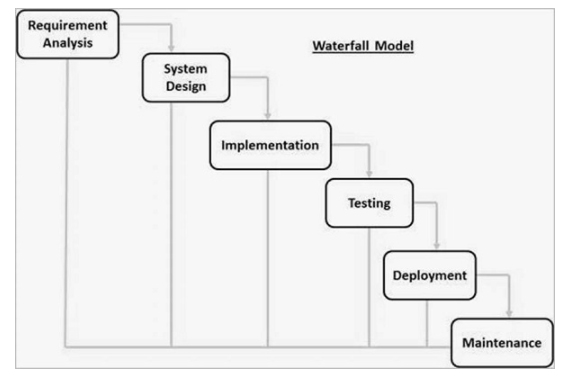 Requirement
Analysis
Waterfall Model
System
Design
Implementation
Testing
Deployment
Maintenance